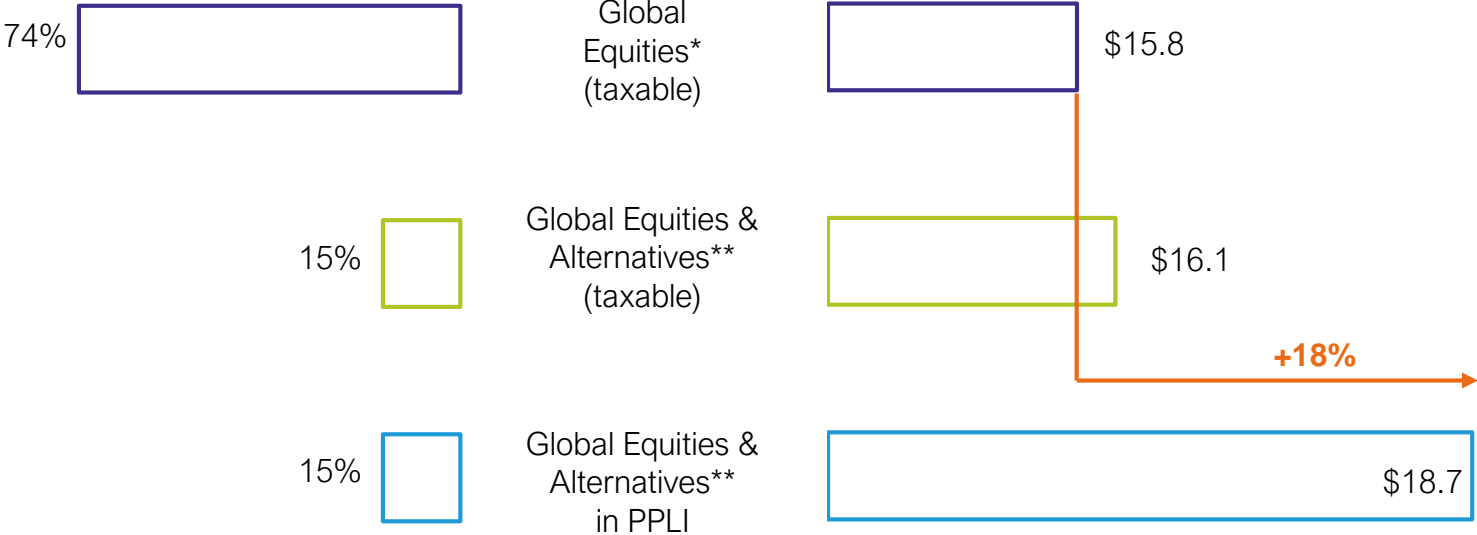 74%
Global
Equities*
(taxable)
$15.8
15%
Global Equities &
Alternatives**
(taxable)
$16.1
+18%
15%
Global Equities &
Alternatives**
in PPLI
$18.7